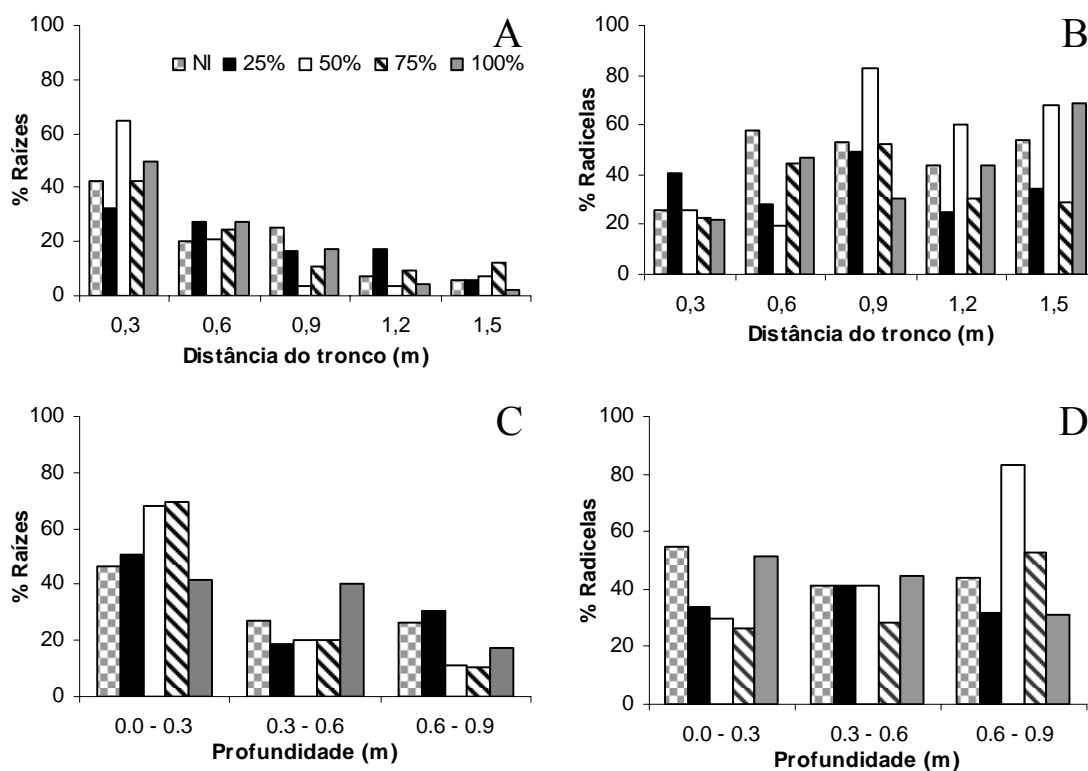 A
100
80
60
40
20
0
% Raízes
NI 25% 50% 75% 100%
0,3 0,6 0,9 1,2 1,5
Distância do tronco (m)
B
100
80
60
40
20
0
% Radicelas
0,3 0,6 0,9 1,2 1,5
Distância do tronco (m)
C
100
80
60
40
20
0
% Raízes
0.0 - 0.3 0.3 - 0.6 0.6 - 0.9
Profundidade (m)
D
100
80
60
40
20
0
% Radicelas
0.0 - 0.3 0.3 - 0.6 0.6 - 0.9
Profundidade (m)